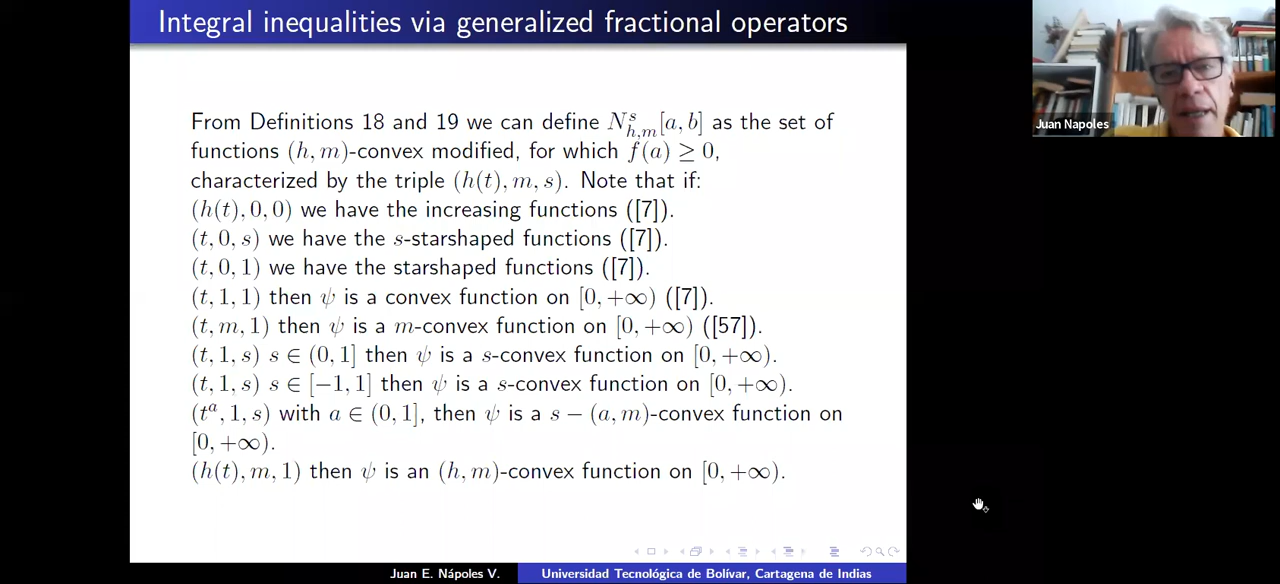 Integral inequalities via generalized fractional operators
Juan Napoles
From Definitions 18 and 19 we can define $N^s_{h,m}[a, b]$ as the set of
functions $(h, m)$-convex modified, for which $f(a) \geq 0$,
characterized by the triple $(h(t), m, s)$. Note that if:
$(h(t), 0, 0)$ we have the increasing functions ([7]).
$(t, 0, s)$ we have the $s$-starshaped functions ([7]).
$(t, 0, 1)$ we have the starshaped functions ([7]).
$(t, 1, 1)$ then $\psi$ is a convex function on $[0, +\infty)$ ([7]).
$(t, m, 1)$ then $\psi$ is a $m$-convex function on $[0, +\infty)$ ([57]).
$(t, 1, s)$ $s \in (0, 1]$ then $\psi$ is a $s$-convex function on $[0, +\infty)$.
$(t, 1, s)$ $s \in [-1, 1]$ then $\psi$ is a $s$-convex function on $[0, +\infty)$.
$(t^a, 1, s)$ with $a \in (0, 1]$, then $\psi$ is a $s - (a, m)$-convex function on
$[0, +\infty)$.
$(h(t), m, 1)$ then $\psi$ is an $(h, m)$-convex function on $[0, +\infty)$.
Juan E. Nápoles V.
Universidad Tecnológica de Bolívar, Cartagena de Indias